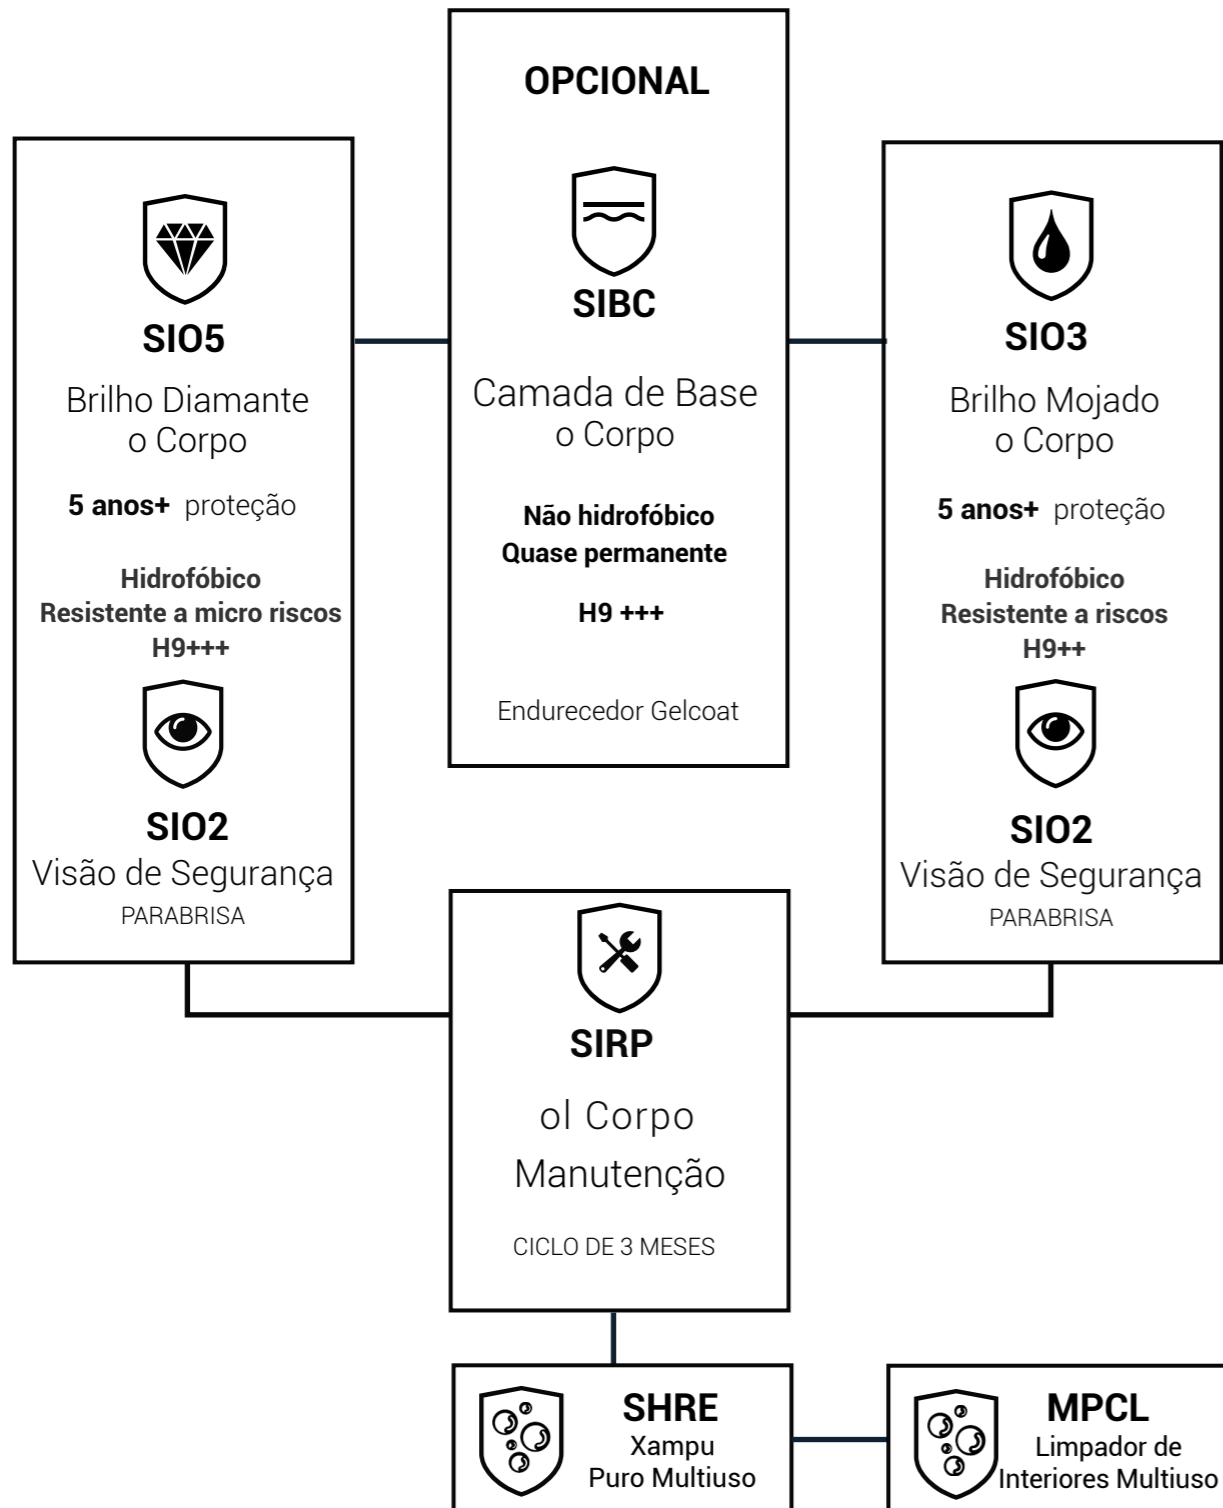 OPCIONAL
SIBC
Camada de Base
o Corpo
Não hidrofóbico
Quase permanente
H9 +++
Endurecedor Gelcoat
SIO5
Brilho Diamante
o Corpo
5 anos+ proteção
Hidrofóbico
Resistente a micro riscos
H9+++
SIO2
Visão de Segurança
PARABRISA
SIO3
Brilho Mojado
o Corpo
5 anos+ proteção
Hidrofóbico
Resistente a riscos
H9++
SIO2
Visão de Segurança
PARABRISA
SIRP
ol Corpo
Manutenção
CICLO DE 3 MESES
SHRE
Xampu
Puro Multiuso
MPCL
Limpador de
Interiores Multiuso